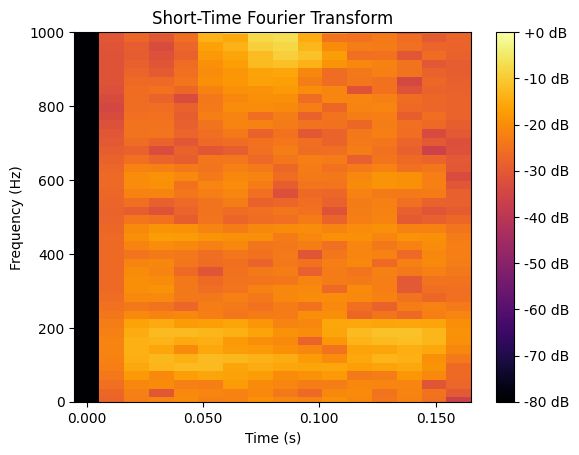 Short-Time Fourier Transform
Frequency (Hz)
1000
800
600
400
200
0
0.000
0.050
0.100
0.150
Time (s)
+0 dB
-10 dB
-20 dB
-30 dB
-40 dB
-50 dB
-60 dB
-70 dB
-80 dB